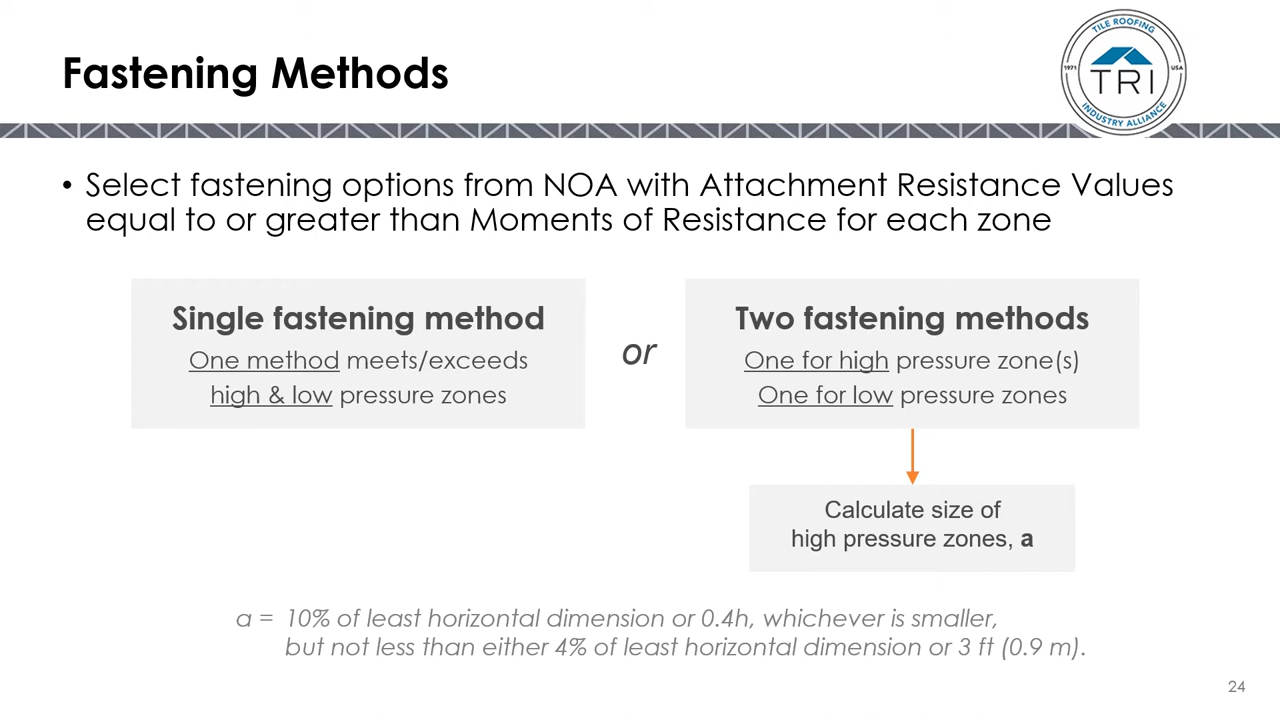 Fastening Methods
TILE ROOFING
1971
USA
TRI
INDUSTRY ALLIANCE
• Select fastening options from NOA with Attachment Resistance Values
equal to or greater than Moments of Resistance for each zone
Single fastening method
One method meets/exceeds
high & low pressure zones
or
Two fastening methods
One for high pressure zone(s)
One for low pressure zones
Calculate size of
high pressure zones, a
a = 10% of least horizontal dimension or 0.4h, whichever is smaller,
but not less than either 4% of least horizontal dimension or 3 ft (0.9 m).
24